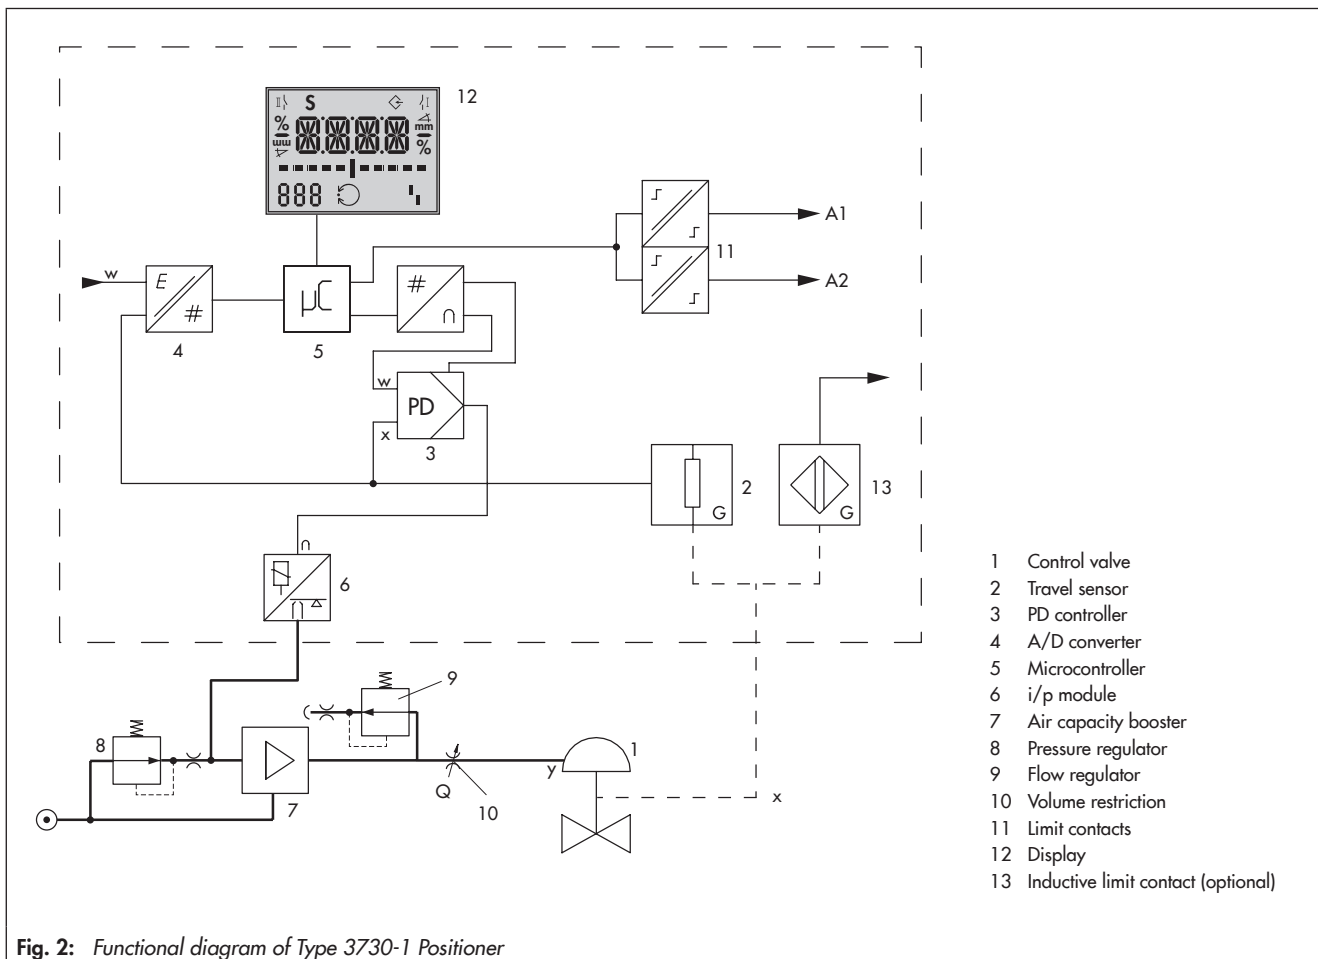 12
S
%
mm
mm
%
888
A1
11
A2
w
E
#
4
µC
5
#
∩
w
PD
x
3
2
G
13
G
∩
6
9
8
7
Q
10
y
1
x
1 Control valve
2 Travel sensor
3 PD controller
4 A/D converter
5 Microcontroller
6 i/p module
7 Air capacity booster
8 Pressure regulator
9 Flow regulator
10 Volume restriction
11 Limit contacts
12 Display
13 Inductive limit contact (optional)
Fig. 2: Functional diagram of Type 3730-1 Positioner